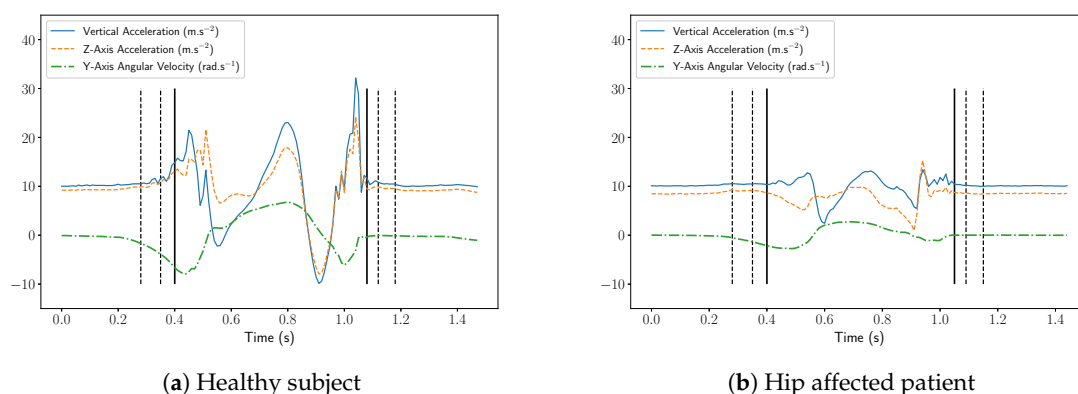 40
30
20
10
0
−10
Vertical Acceleration (m.s⁻²)
Z-Axis Acceleration (m.s⁻²)
Y-Axis Angular Velocity (rad.s⁻¹)
0.0 0.2 0.4 0.6 0.8 1.0 1.2 1.4
Time (s)
(a) Healthy subject
40
30
20
10
0
−10
Vertical Acceleration (m.s⁻²)
Z-Axis Acceleration (m.s⁻²)
Y-Axis Angular Velocity (rad.s⁻¹)
0.0 0.2 0.4 0.6 0.8 1.0 1.2 1.4
Time (s)
(b) Hip affected patient